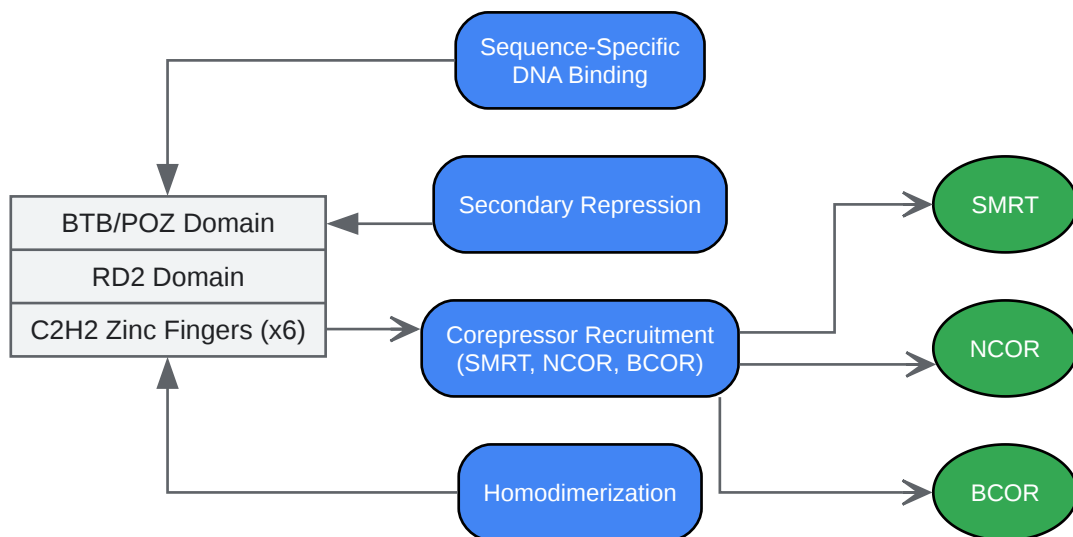 Sequence-Specific
DNA Binding
BTB/POZ Domain
RD2 Domain
C2H2 Zinc Fingers (x6)
Secondary Repression
Corepressor Recruitment
(SMRT, NCOR, BCOR)
Homodimerization
SMRT
NCOR
BCOR